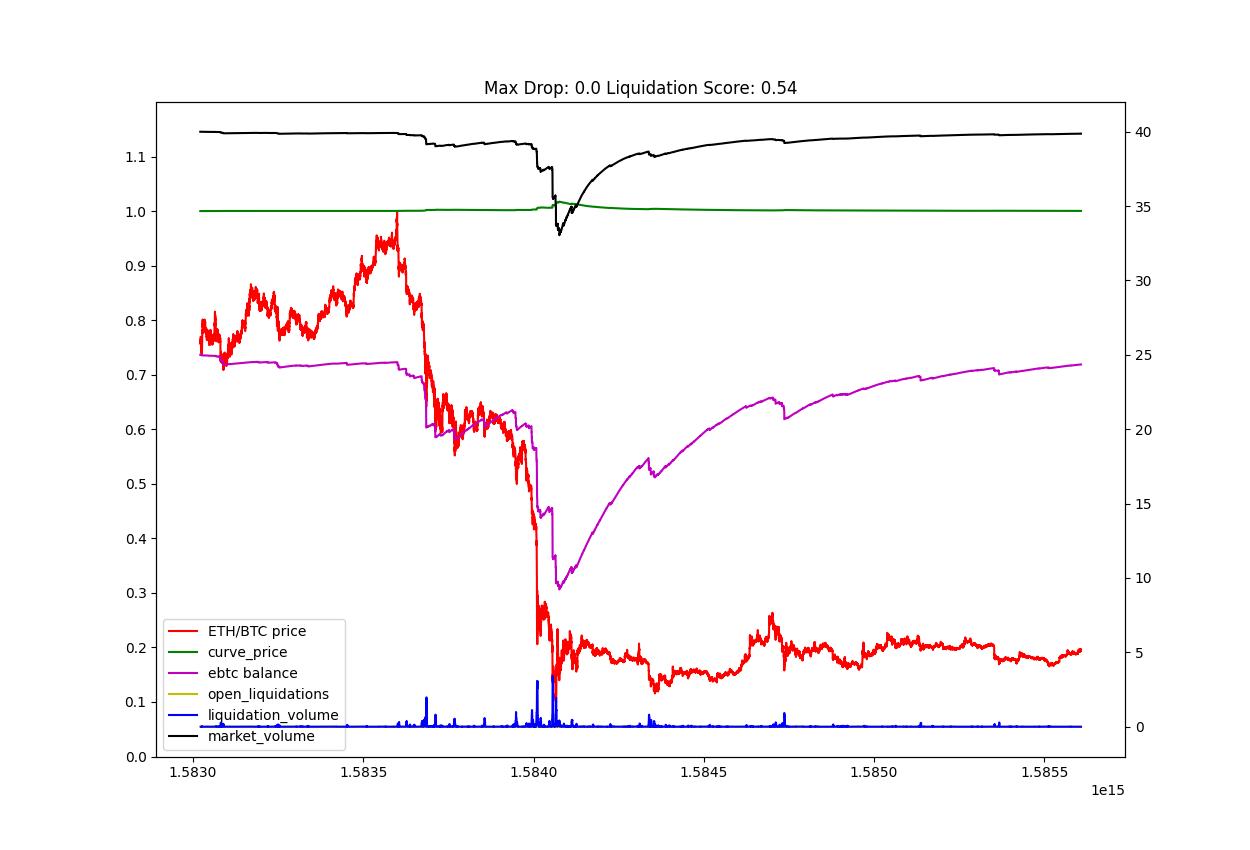 Max Drop: 0.0 Liquidation Score: 0.54
1.1
1.0
0.9
0.8
0.7
0.6
0.5
0.4
0.3
0.2
0.1
0.0
40
35
30
25
20
15
10
5
0
ETH/BTC price
curve_price
ebtc balance
open_liquidations
liquidation_volume
market_volume
1.5830 1.5835 1.5840 1.5845 1.5850 1.5855
1e15